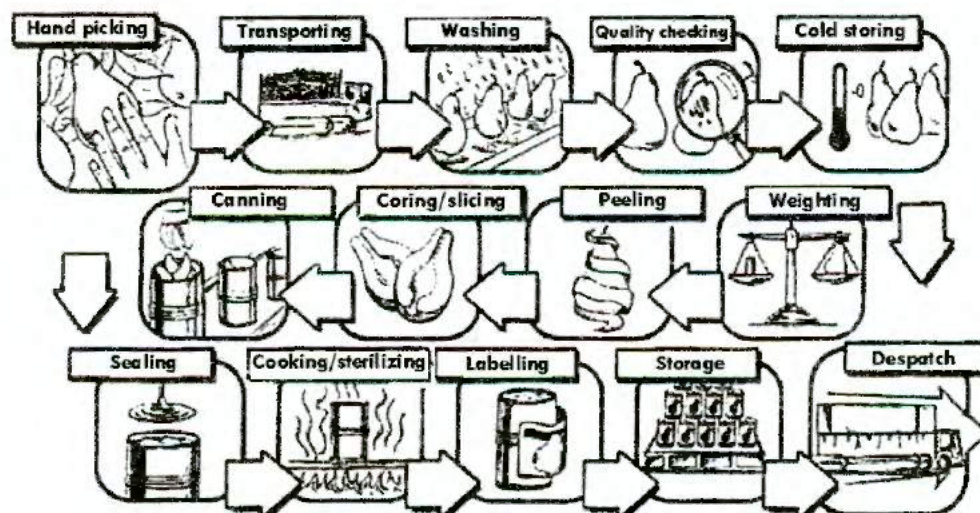 Hand picking
Transporting
Washing
Quality checking
Cold storing
Weighting
Peeling
Coring/slicing
Canning
Sealing
Cooking/sterilizing
Labelling
Storage
Despatch